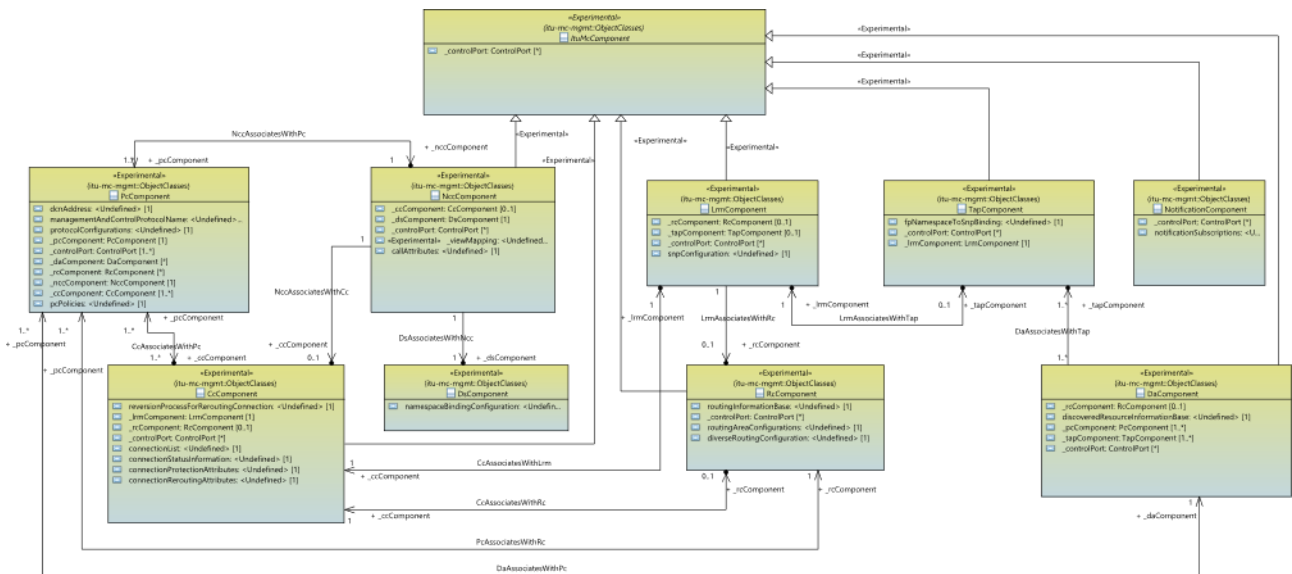 «Experimental»
(itu-mc-mgmt::ObjectClasses)
ItuMcComponent
_controlPort: ControlPort [*]
«Experimental»
«Experimental»
«Experimental»
«Experimental»
«Experimental»
«Experimental»
«Experimental»
NccAssociatesWithPc
1..*
+ _pcComponent
1
+ _nccComponent
«Experimental»
(itu-mc-mgmt::ObjectClasses)
PcComponent
dcnAddress: <Undefined> [1]
managementAndControlProtocolName: <Undefined>...
protocolConfigurations: <Undefined> [1]
_pcComponent: PcComponent [1]
_controlPort: ControlPort [1..*]
_daComponent: DaComponent [*]
_rcComponent: RcComponent [*]
_nccComponent: NccComponent [1]
_ccComponent: CcComponent [1..*]
pcPolicies: <Undefined> [1]
«Experimental»
(itu-mc-mgmt::ObjectClasses)
NccComponent
_ccComponent: CcComponent [0..1]
_dsComponent: DsComponent [1]
_controlPort: ControlPort [*]
«Experimental» _viewMapping: <Undefined...
callAttributes: <Undefined> [1]
«Experimental»
(itu-mc-mgmt::ObjectClasses)
LrmComponent
_rcComponent: RcComponent [0..1]
_tapComponent: TapComponent [0..1]
_controlPort: ControlPort [*]
snpConfiguration: <Undefined> [1]
«Experimental»
(itu-mc-mgmt::ObjectClasses)
TapComponent
fpNamespaceToSnpBinding: <Undefined> [1]
_controlPort: ControlPort [*]
_lrmComponent: LrmComponent [1]
«Experimental»
(itu-mc-mgmt::ObjectClasses)
NotificationComponent
_controlPort: ControlPort [*]
notificationSubscriptions: <U...
1
NccAssociatesWithCc
+ _ccComponent
0..1
1
DsAssociatesWithNcc
1
+ _dsComponent
1..*
+ _pcComponent
1..*
+ _pcComponent
+ _pcComponent
1..*
CcAssociatesWithPc
1..*
+ _ccComponent
1
+ _lrmComponent
1
LrmAssociatesWithRc
0..1
+ _rcComponent
1
+ _lrmComponent
LrmAssociatesWithTap
0..1
+ _tapComponent
1..*
+ _tapComponent
DaAssociatesWithTap
1..*
«Experimental»
(itu-mc-mgmt::ObjectClasses)
CcComponent
reversionProcessForReroutingConnection: <Undefined> [1]
_lrmComponent: LrmComponent [1]
_rcComponent: RcComponent [0..1]
_controlPort: ControlPort [*]
connectionList: <Undefined> [1]
connectionStatusInformation: <Undefined> [1]
connectionProtectionAttributes: <Undefined> [1]
connectionReroutingAttributes: <Undefined> [1]
«Experimental»
(itu-mc-mgmt::ObjectClasses)
DsComponent
namespaceBindingConfiguration: <Undefin...
«Experimental»
(itu-mc-mgmt::ObjectClasses)
RcComponent
routingInformationBase: <Undefined> [1]
_controlPort: ControlPort [*]
routingAreaConfigurations: <Undefined> [1]
diverseRoutingConfiguration: <Undefined> [1]
«Experimental»
(itu-mc-mgmt::ObjectClasses)
DaComponent
_rcComponent: RcComponent [0..1]
discoveredResourceInformationBase: <Undefined> [1]
_pcComponent: PcComponent [1..*]
_tapComponent: TapComponent [1..*]
_controlPort: ControlPort [*]
1
+ _ccComponent
CcAssociatesWithLrm
0..1
+ _rcComponent
1
+ _rcComponent
CcAssociatesWithRc
+ _ccComponent
1
PcAssociatesWithRc
1
+ _daComponent
DaAssociatesWithPc